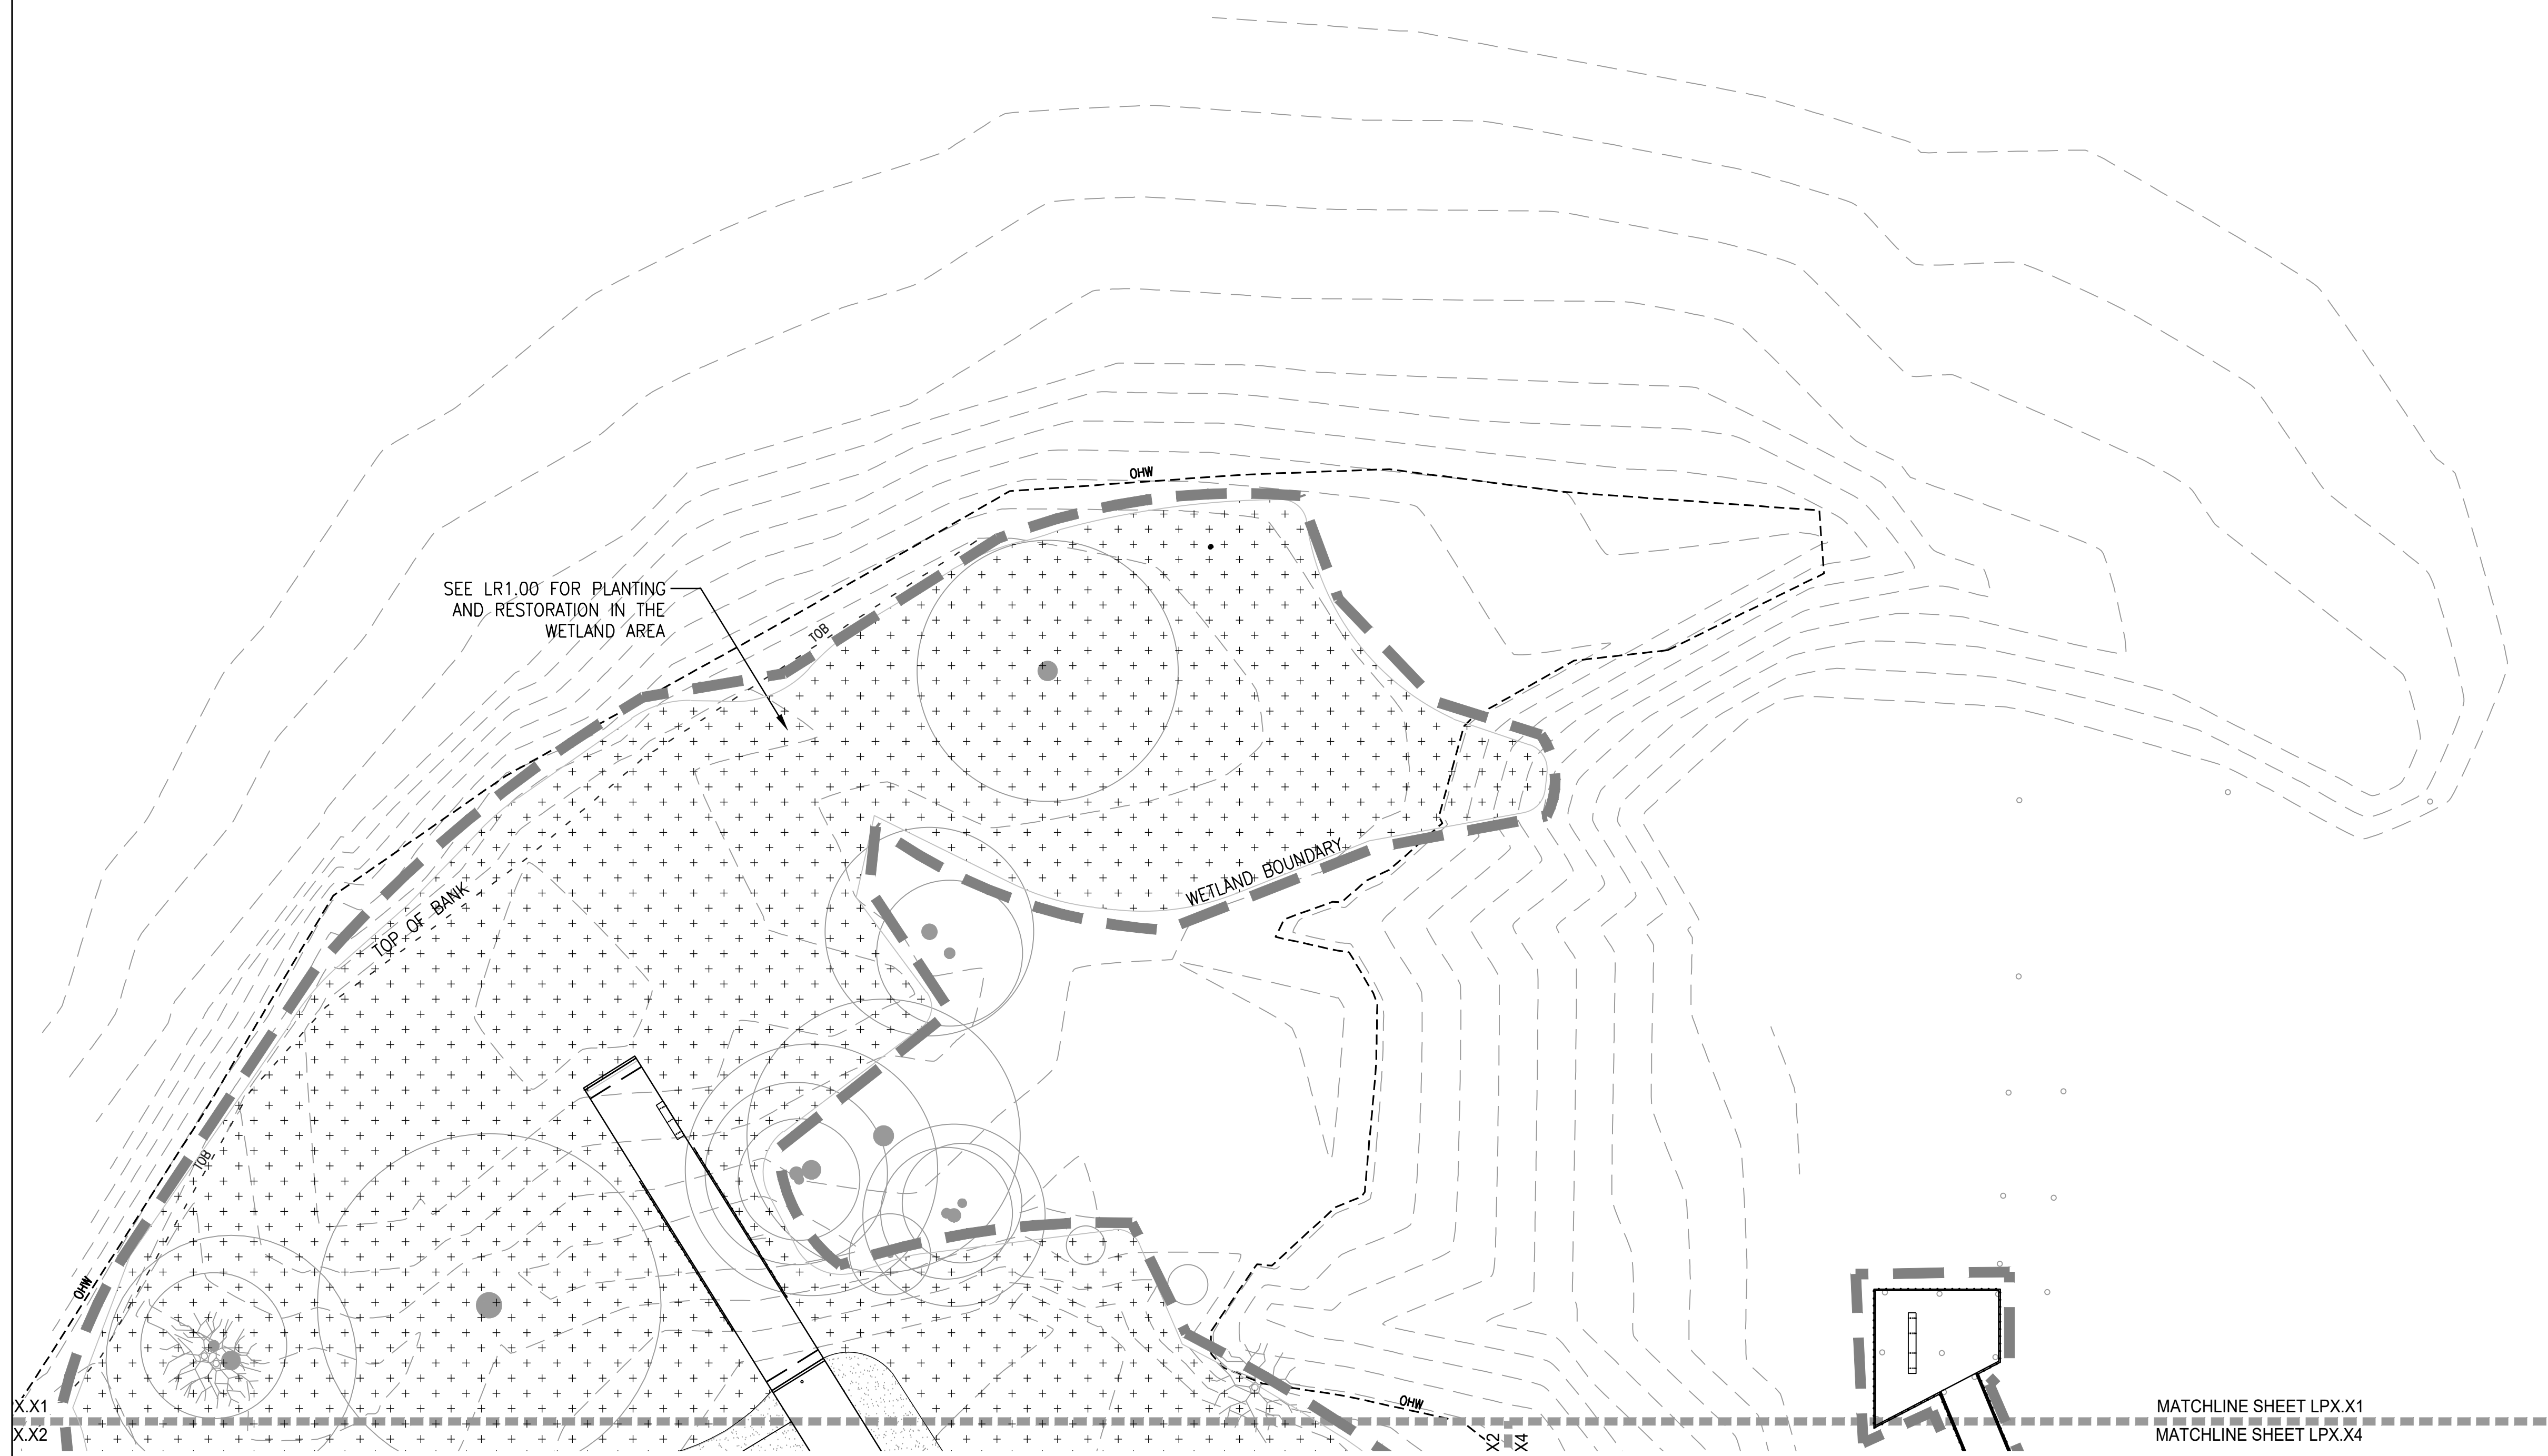 OHW
SEE LR1.00 FOR PLANTING
AND RESTORATION IN THE
WETLAND AREA
TOB
WETLAND BOUNDARY
TOP OF BANK
TOB
OHW
OHW
X.X1
X.X2
X2
X4
MATCHLINE SHEET LPX.X1
MATCHLINE SHEET LPX.X4